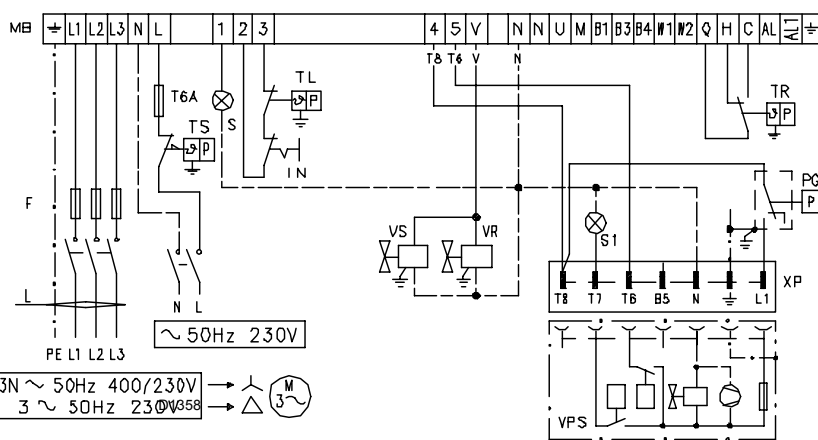 MB ⏚ L1 L2 L3 N L 1 2 3 4 5 V N N U M B1 B3 B4 W1 W2 Q H C AL AL1 ⏚
T8 T6 V N
T6A
S
TL
ϑ P
TS
ϑ P
IN
TR
ϑ P
F
VS
VR
S1
PG
P
XP
T8 T7 T6 B5 N ⏚ L1
L
N L
∼ 50Hz 230V
PE L1 L2 L3
3N ∼ 50Hz 400/230V
3 ∼ 50Hz 230V
D1358
M
3∼
VPS